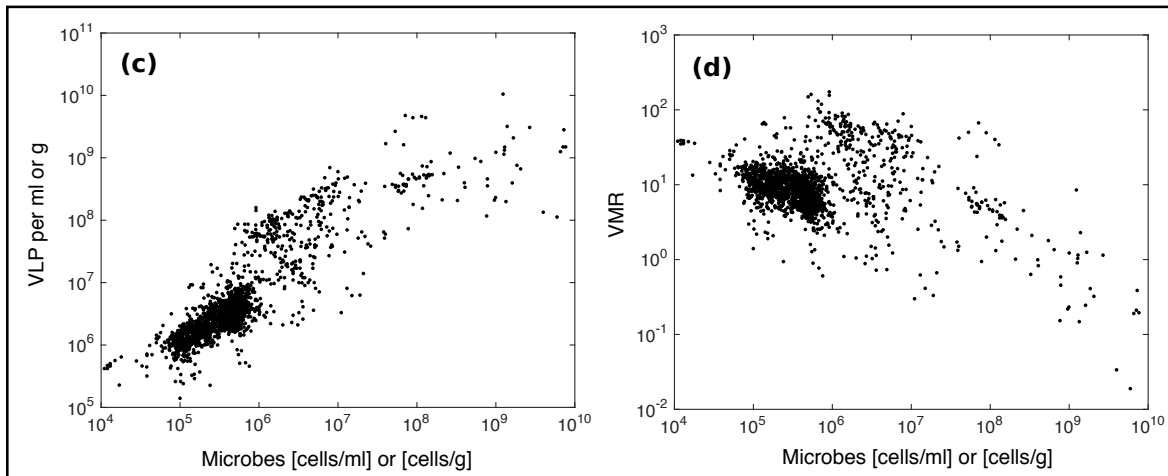 (c)
VLP per ml or g
10^11
10^10
10^9
10^8
10^7
10^6
10^5
10^4 10^5 10^6 10^7 10^8 10^9 10^10
Microbes [cells/ml] or [cells/g]
(d)
VMR
10^3
10^2
10^1
10^0
10^-1
10^-2
10^4 10^5 10^6 10^7 10^8 10^9 10^10
Microbes [cells/ml] or [cells/g]